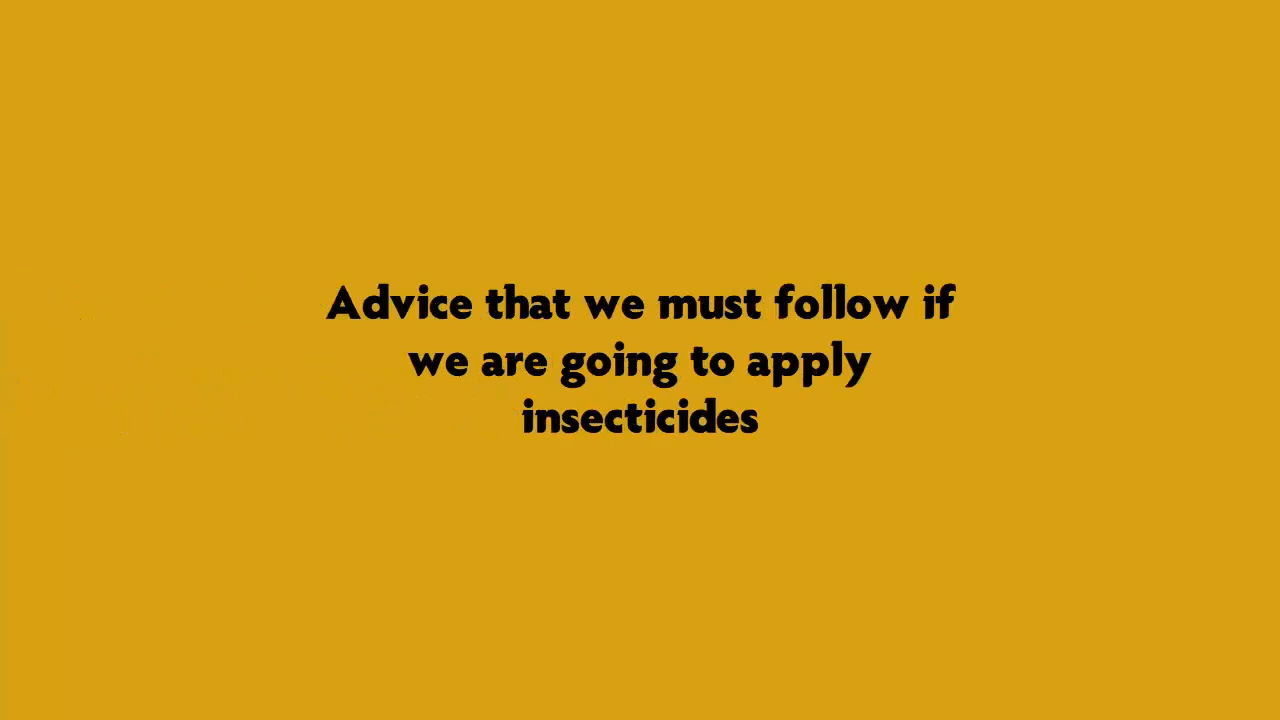 Advice that we must follow if
we are going to apply
insecticides